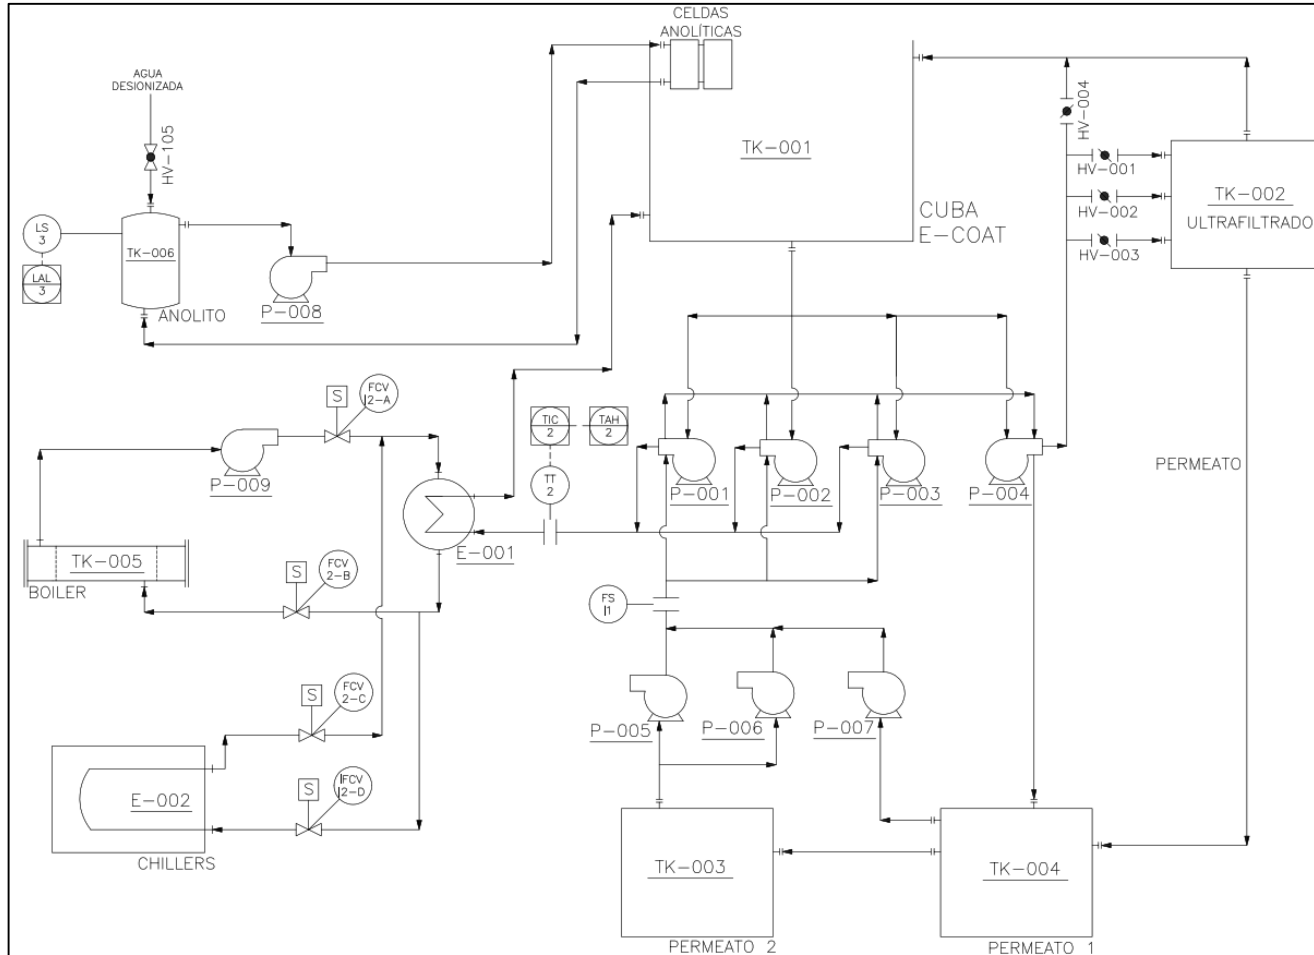 CELDAS
ANOLÍTICAS
AGUA
DESIONIZADA
HV-105
HV-004
TK-001
HV-001
TK-002
HV-002
ULTRAFILTRADO
HV-003
CUBA
E-COAT
LS
3
TK-006
LAL
3
ANOLITO
P-008
S
FCV
2-A
TIC
2
TAH
2
TT
2
PERMEATO
P-009
P-001
P-002
P-003
P-004
E-001
TK-005
BOILER
S
FCV
2-B
FS
1
S
FCV
2-C
P-005
P-006
P-007
S
FCV
2-D
E-002
CHILLERS
TK-003
TK-004
PERMEATO 2
PERMEATO 1